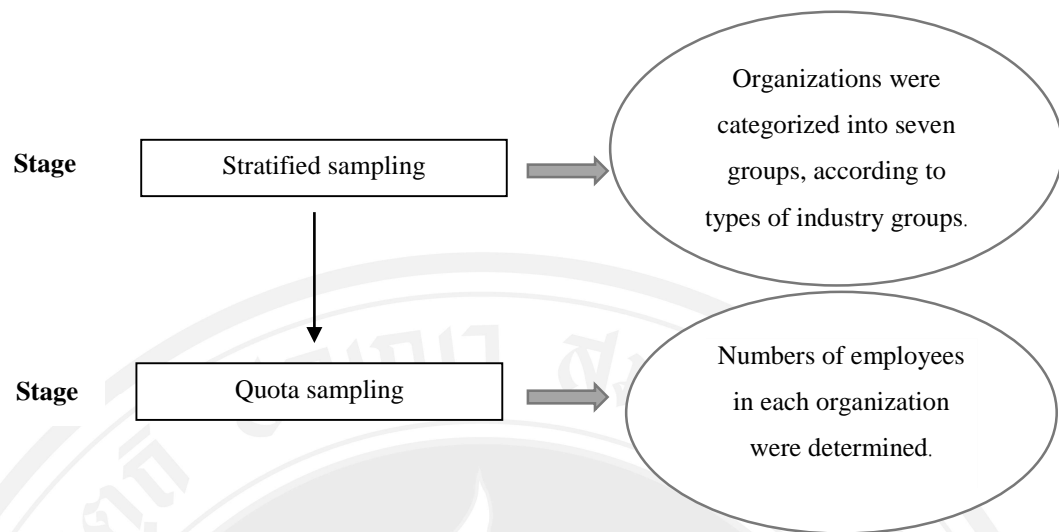 Organizations were
categorized into seven
groups, according to
types of industry groups.
Stage
Stratified sampling
Numbers of employees
in each organization
were determined.
Stage
Quota sampling